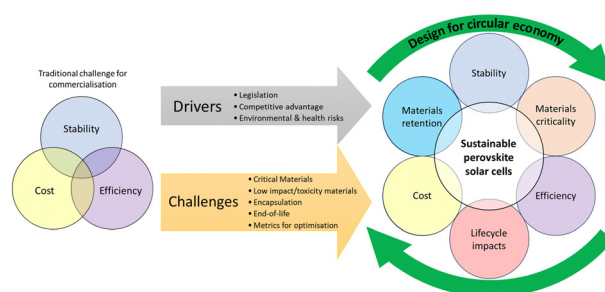 Design for circular economy
Traditional challenge for
commercialisation
Stability
Cost
Efficiency
Drivers
• Legislation
• Competitive advantage
• Environmental & health risks
Challenges
• Critical Materials
• Low impact/toxicity materials
• Encapsulation
• End-of-life
• Metrics for optimisation
Stability
Materials
retention
Materials
criticality
Sustainable
perovskite
solar cells
Cost
Efficiency
Lifecycle
impacts